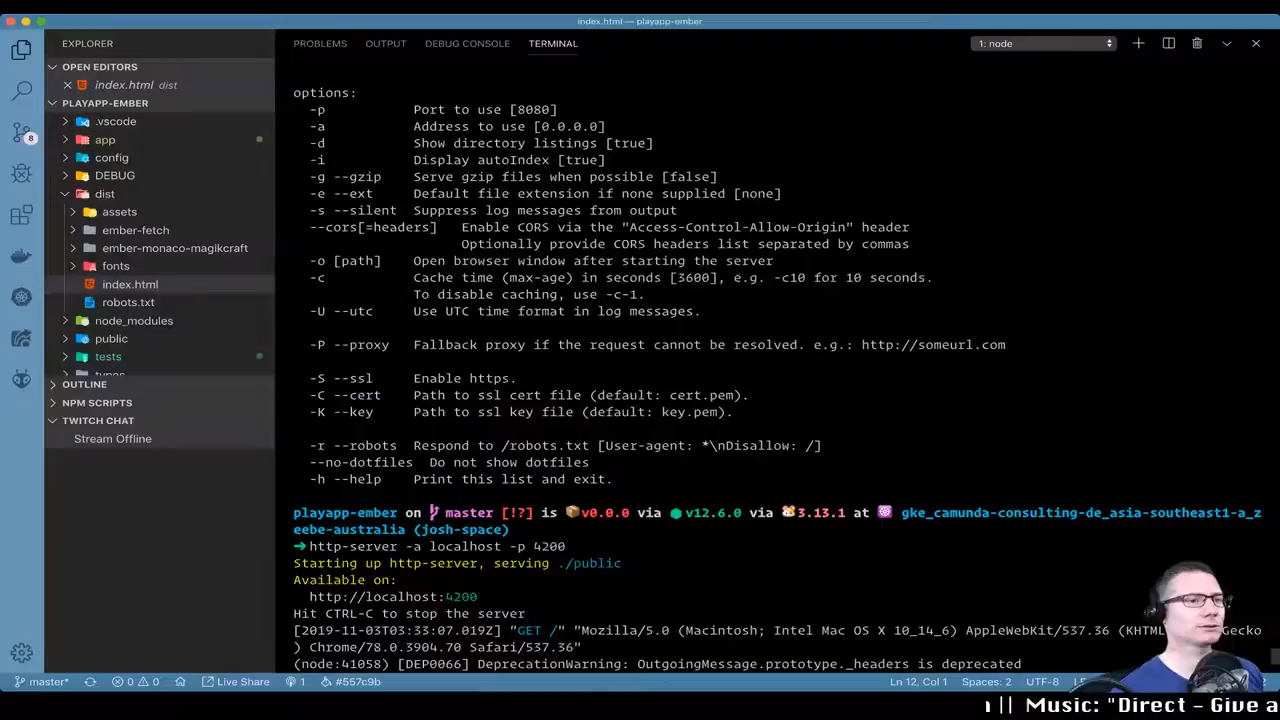 index.html — playapp-ember
EXPLORER
OPEN EDITORS
index.html dist
PLAYAPP-EMBER
.vscode
app
config
DEBUG
dist
assets
ember-fetch
ember-monaco-magikcraft
fonts
index.html
robots.txt
node_modules
public
tests
types
OUTLINE
NPM SCRIPTS
TWITCH CHAT
Stream Offline
8
PROBLEMS OUTPUT DEBUG CONSOLE TERMINAL 1: node
options:
-p Port to use [8080]
-a Address to use [0.0.0.0]
-d Show directory listings [true]
-i Display autoIndex [true]
-g --gzip Serve gzip files when possible [false]
-e --ext Default file extension if none supplied [none]
-s --silent Suppress log messages from output
--cors[=headers] Enable CORS via the "Access-Control-Allow-Origin" header
Optionally provide CORS headers list separated by commas
-o [path] Open browser window after starting the server
-c Cache time (max-age) in seconds [3600], e.g. -c10 for 10 seconds.
To disable caching, use -c-1.
-U --utc Use UTC time format in log messages.
-P --proxy Fallback proxy if the request cannot be resolved. e.g.: http://someurl.com
-S --ssl Enable https.
-C --cert Path to ssl cert file (default: cert.pem).
-K --key Path to ssl key file (default: key.pem).
-r --robots Respond to /robots.txt [User-agent: *\nDisallow: /]
--no-dotfiles Do not show dotfiles
-h --help Print this list and exit.
playapp-ember on master [!?] is v0.0.0 via v12.6.0 via 3.13.1 at gke_camunda-consulting-de_asia-southeast1-a_z
eebe-australia (josh-space)
➜ http-server -a localhost -p 4200
Starting up http-server, serving ./public
Available on:
http://localhost:4200
Hit CTRL-C to stop the server
[2019-11-03T03:33:07.019Z] "GET /" "Mozilla/5.0 (Macintosh; Intel Mac OS X 10_14_6) AppleWebKit/537.36 (KHTML, Gecko
) Chrome/78.0.3904.70 Safari/537.36"
(node:41058) [DEP0066] DeprecationWarning: OutgoingMessage.prototype._headers is deprecated
master* 0 0 Live Share 1 #557c9b Ln 12, Col 1 Spaces: 2 UTF-8
|| Music: "Direct - Give a